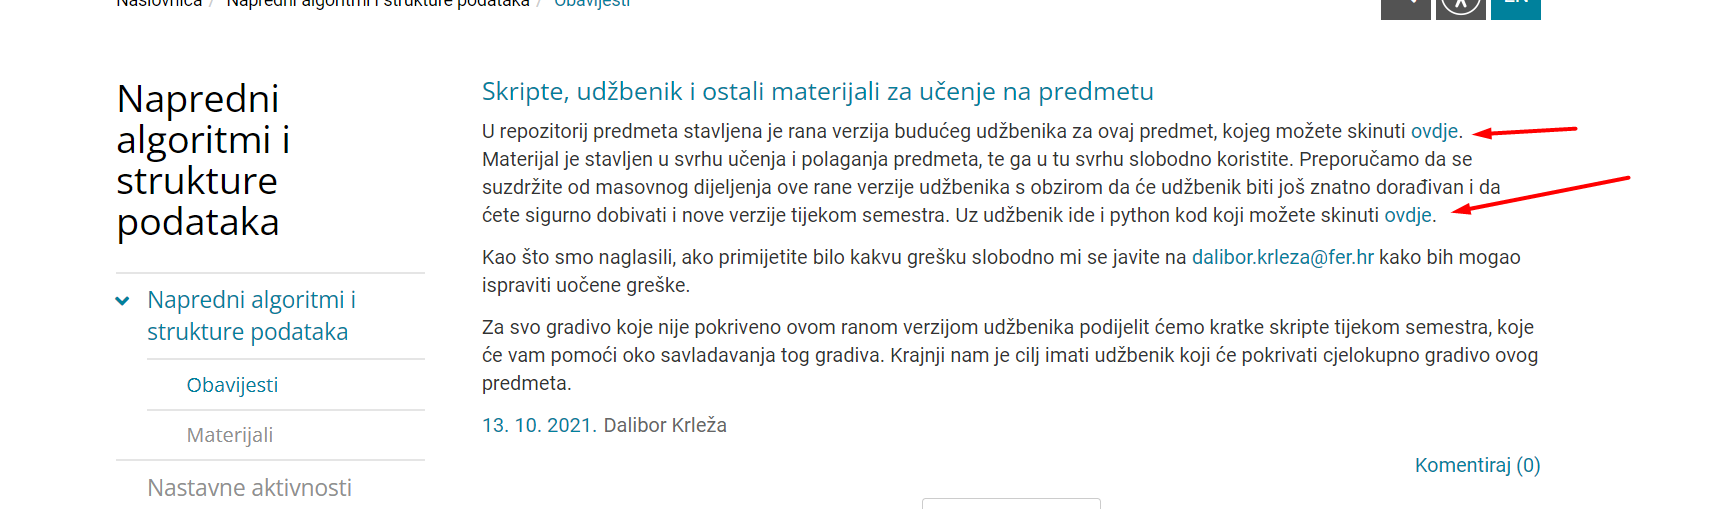 Naslovnica / Napredni algoritmi i strukture podataka / Obavijesti
EN
Napredni
algoritmi i
strukture
podataka
Napredni algoritmi i
strukture podataka
Obavijesti
Materijali
Nastavne aktivnosti
Skripte, udžbenik i ostali materijali za učenje na predmetu
U repozitorij predmeta stavljena je rana verzija budućeg udžbenika za ovaj predmet, kojeg možete skinuti ovdje.
Materijal je stavljen u svrhu učenja i polaganja predmeta, te ga u tu svrhu slobodno koristite. Preporučamo da se
suzdržite od masovnog dijeljenja ove rane verzije udžbenika s obzirom da će udžbenik biti još znatno dorađivan i da
ćete sigurno dobivati i nove verzije tijekom semestra. Uz udžbenik ide i python kod koji možete skinuti ovdje.
Kao što smo naglasili, ako primijetite bilo kakvu grešku slobodno mi se javite na dalibor.krleza@fer.hr kako bih mogao
ispraviti uočene greške.
Za svo gradivo koje nije pokriveno ovom ranom verzijom udžbenika podijelit ćemo kratke skripte tijekom semestra, koje
će vam pomoći oko savladavanja tog gradiva. Krajnji nam je cilj imati udžbenik koji će pokrivati cjelokupno gradivo ovog
predmeta.
13. 10. 2021. Dalibor Krleža
Komentiraj (0)